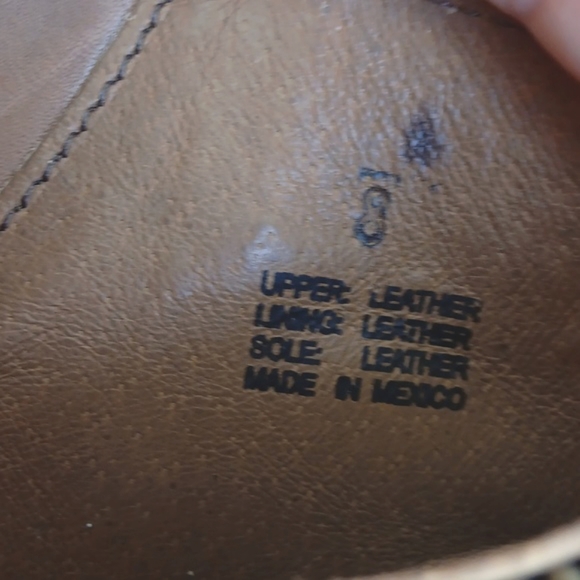 8
UPPER: LEATHER
LINING: LEATHER
SOLE: LEATHER
MADE IN MEXICO